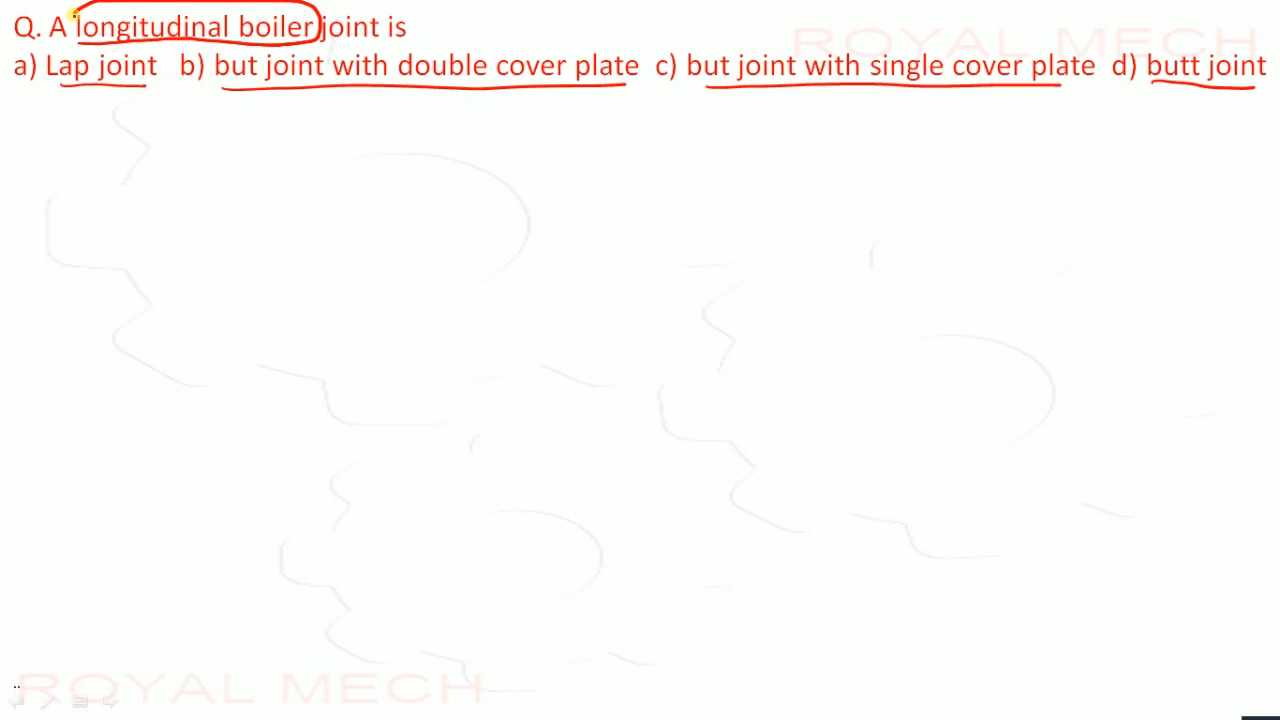 ROYAL MECH
Q. A longitudinal boiler joint is
a) Lap joint b) but joint with double cover plate c) but joint with single cover plate d) butt joint
..
ROYAL MECH